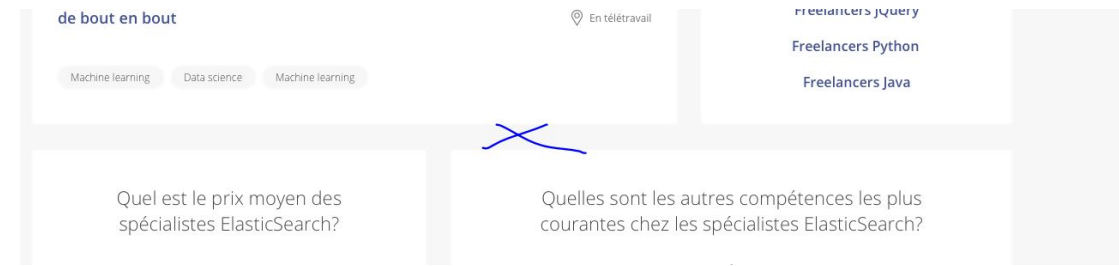 de bout en bout
En télétravail
Machine learning
Data science
Machine learning
Freelancers jQuery
Freelancers Python
Freelancers Java
Quel est le prix moyen des
spécialistes ElasticSearch?
Quelles sont les autres compétences les plus
courantes chez les spécialistes ElasticSearch?